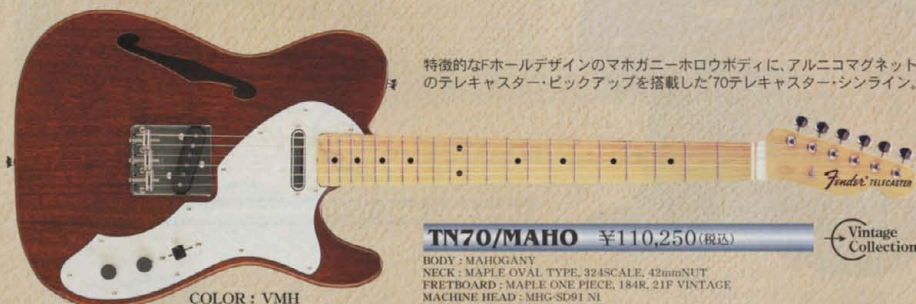 特徴的なFホールデザインのマホガニーホロウボディに、アルニコマグネット
のテレキャスター・ピックアップを搭載した'70テレキャスター・シンライン。
Fender TELECASTER
TN70/MAHO ¥110,250(税込)
Vintage
Collection
BODY : MAHOGANY
NECK : MAPLE OVAL TYPE, 324SCALE, 42mmNUT
FRETBOARD : MAPLE ONE PIECE, 184R, 21F VINTAGE
MACHINE HEAD : MHG-SD91 NI
COLOR : VMH